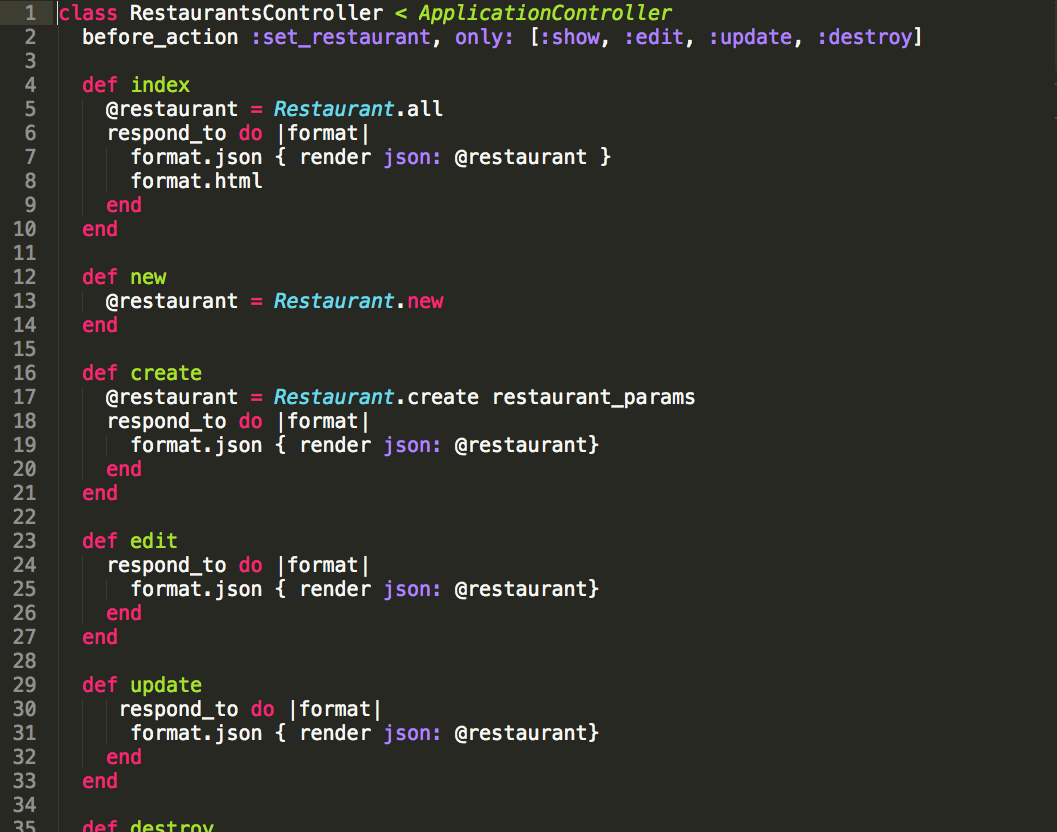 1 class RestaurantsController < ApplicationController
2   before_action :set_restaurant, only: [:show, :edit, :update, :destroy]
3
4   def index
5     @restaurant = Restaurant.all
6     respond_to do |format|
7       format.json { render json: @restaurant }
8       format.html
9     end
10   end
11
12   def new
13     @restaurant = Restaurant.new
14   end
15
16   def create
17     @restaurant = Restaurant.create restaurant_params
18     respond_to do |format|
19       format.json { render json: @restaurant}
20     end
21   end
22
23   def edit
24     respond_to do |format|
25       format.json { render json: @restaurant}
26     end
27   end
28
29   def update
30      respond_to do |format|
31       format.json { render json: @restaurant}
32     end
33   end
34
35   def destroy